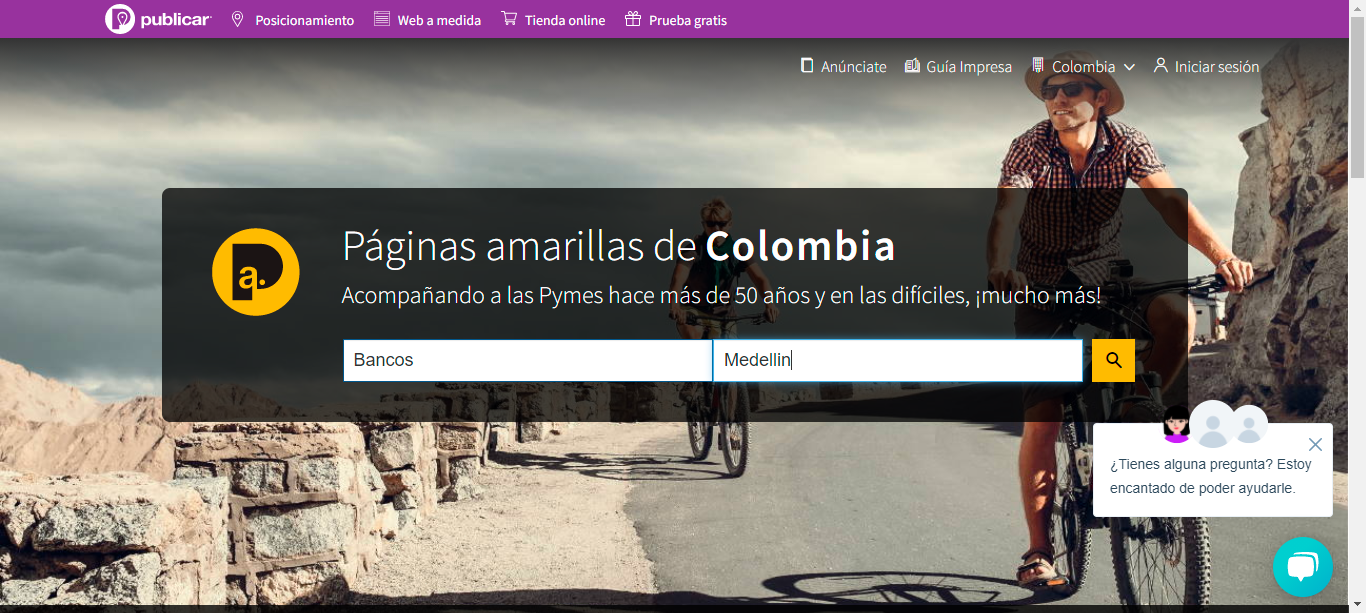 publicar Posicionamiento Web a medida Tienda online Prueba gratis
Anúnciate Guía Impresa Colombia Iniciar sesión
a.
Páginas amarillas de Colombia
Acompañando a las Pymes hace más de 50 años y en las difíciles, ¡mucho más!
Bancos Medellin
¿Tienes alguna pregunta? Estoy
encantado de poder ayudarle.